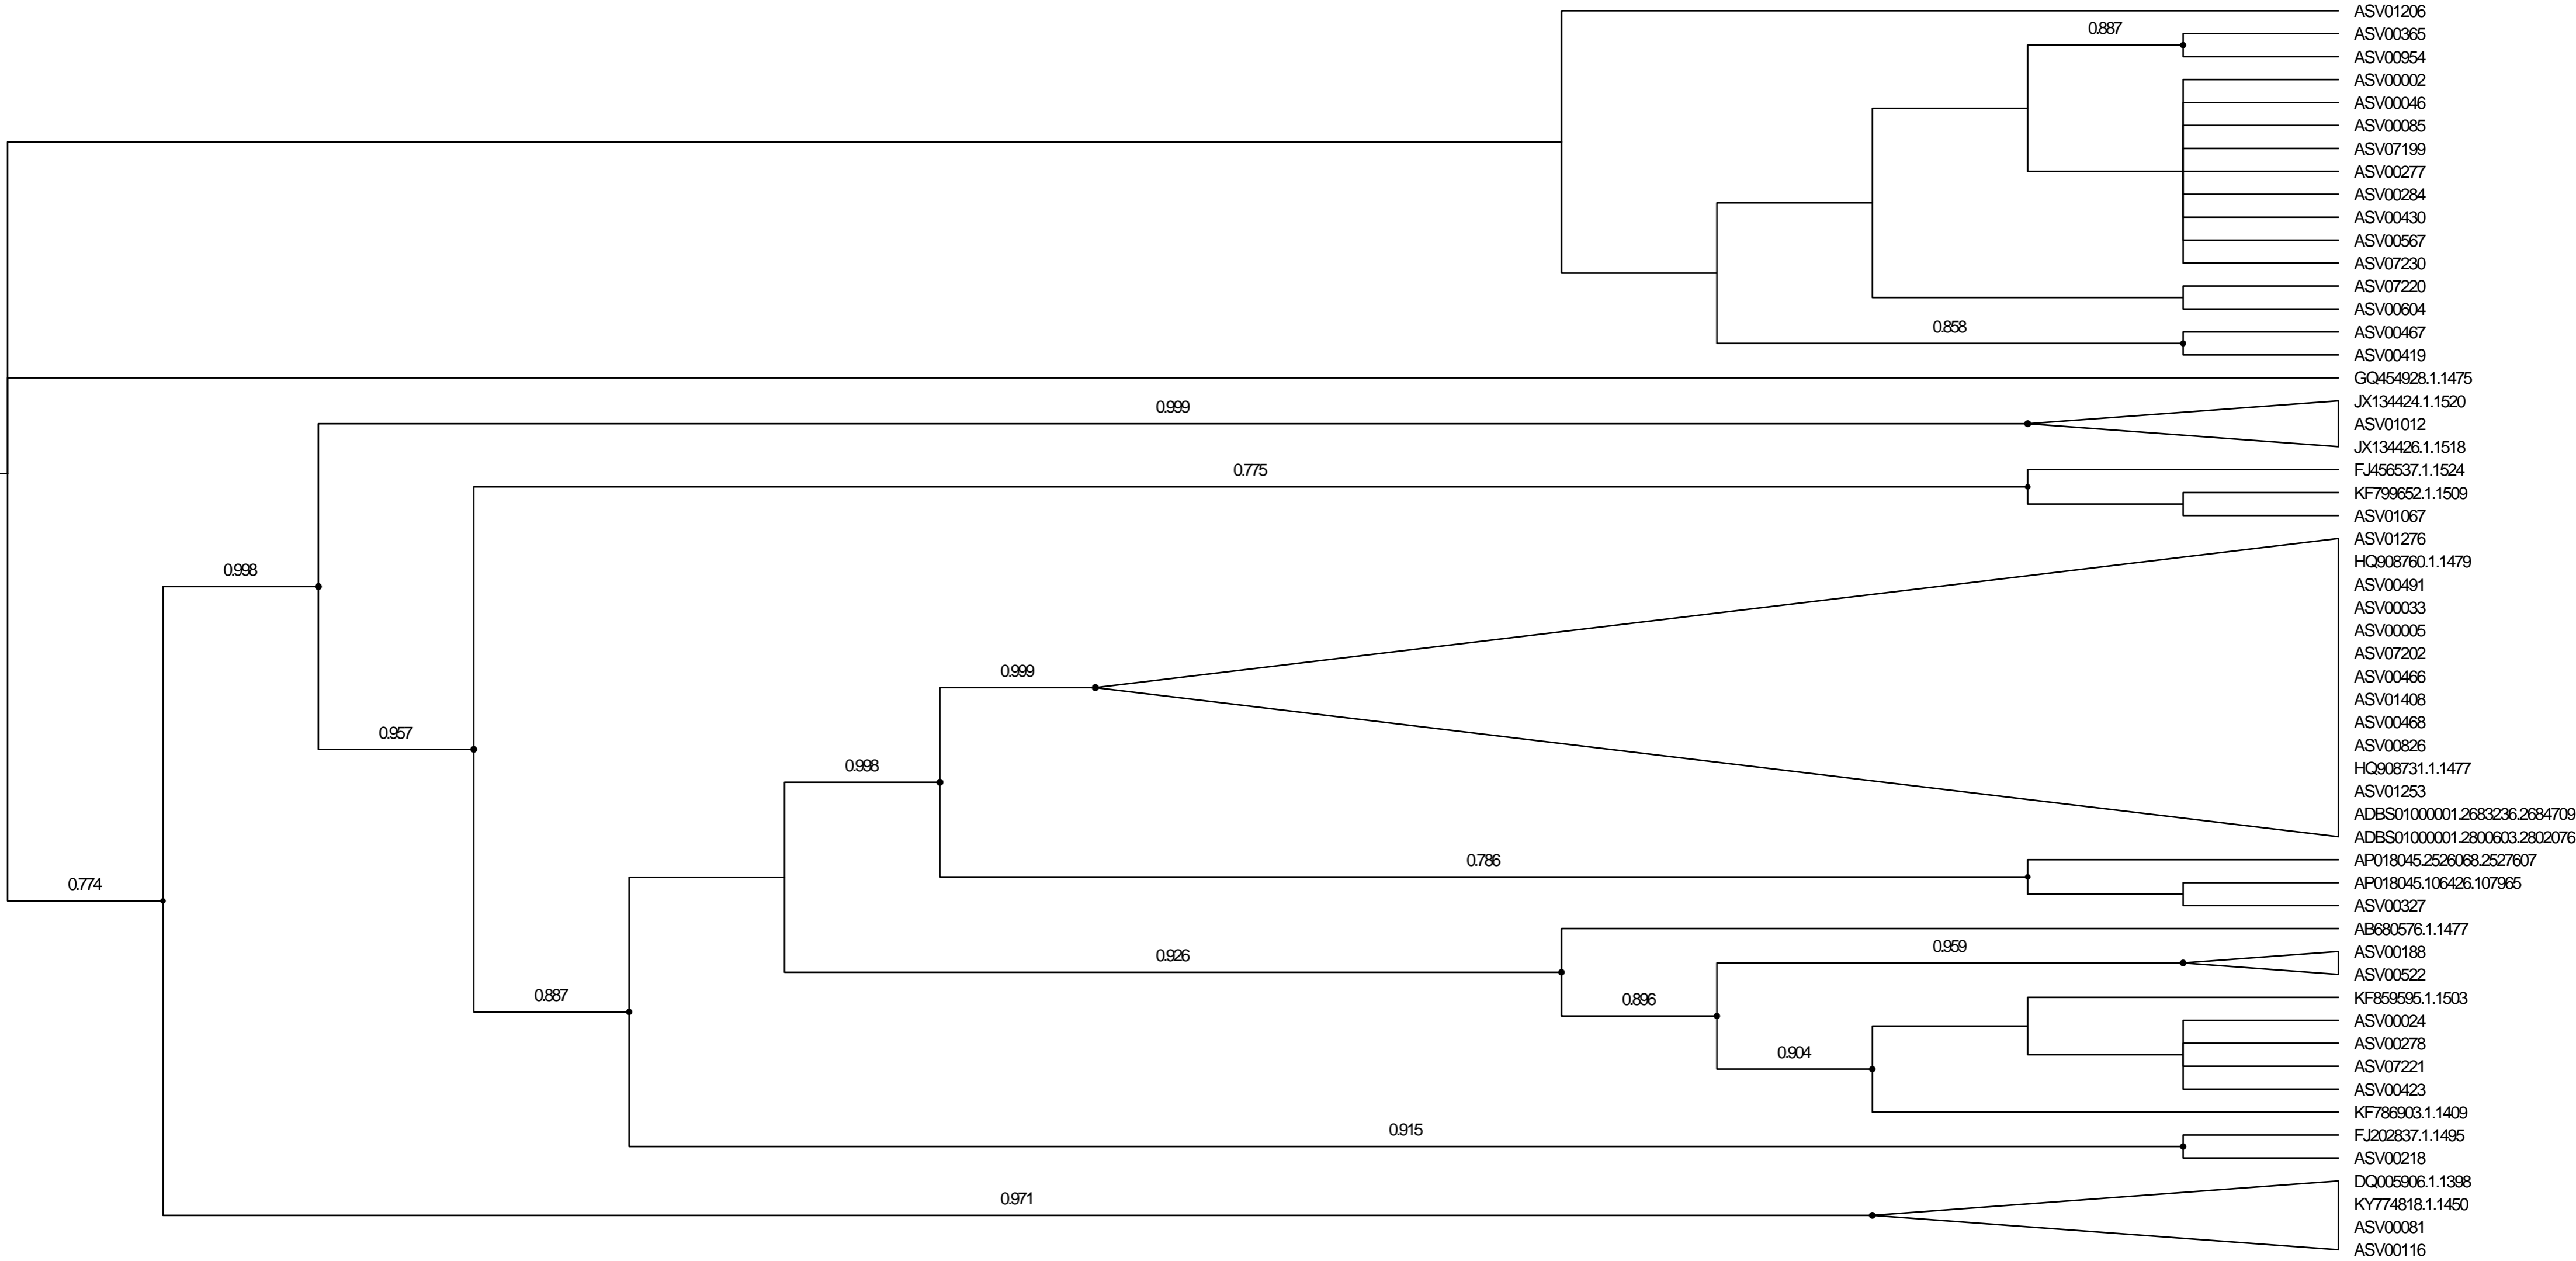 ASV01206
0.887
ASV00365
ASV00954
ASV00002
ASV00046
ASV00085
ASV07199
ASV00277
ASV00284
ASV00430
ASV00567
ASV07230
ASV07220
ASV00604
0.858
ASV00467
ASV00419
GQ454928.1.1475
JX134424.1.1520
0.999
ASV01012
JX134426.1.1518
0.775
FJ456537.1.1524
KF799652.1.1509
ASV01067
ASV01276
HQ908760.1.1479
0.998
ASV00491
ASV00033
ASV00005
ASV07202
0.999
ASV00466
ASV01408
ASV00468
0.957
ASV00826
0.998
HQ908731.1.1477
ASV01253
ADBS01000001.2683236.2684709
ADBS01000001.2800603.2802076
0.786
AP018045.2526068.2527607
0.774
AP018045.106426.107965
ASV00327
AB680576.1.1477
0.959
ASV00188
0.926
ASV00522
0.887
0.896
KF859595.1.1503
ASV00024
ASV00278
0.904
ASV07221
ASV00423
KF786903.1.1409
0.915
FJ202837.1.1495
ASV00218
DQ005906.1.1398
0.971
KY774818.1.1450
ASV00081
ASV00116